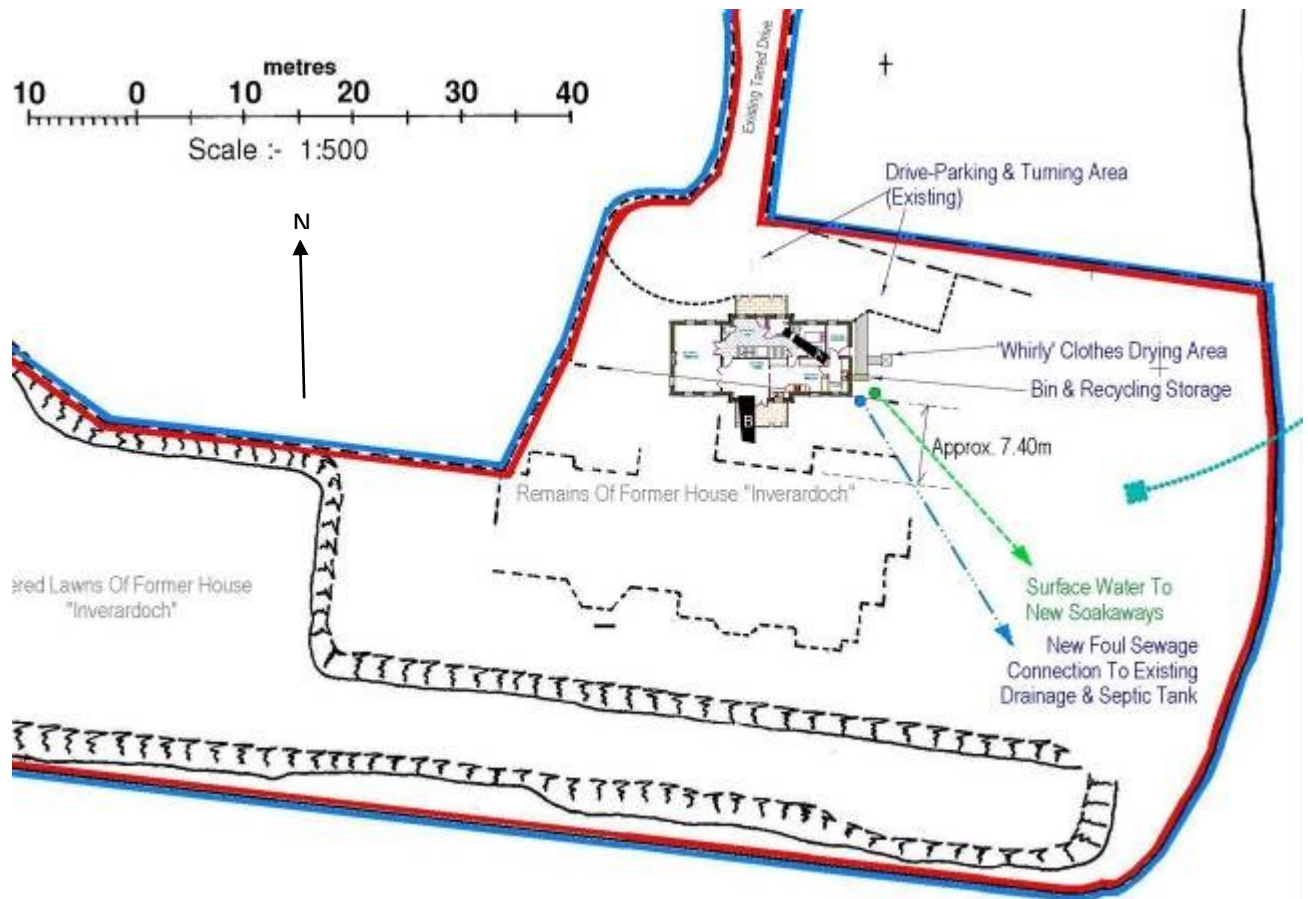 metres
10 0 10 20 30 40
Scale :- 1:500
N
Existing Tarred Drive
Drive-Parking & Turning Area
(Existing)
'Whirly' Clothes Drying Area
Bin & Recycling Storage
B
Approx. 7.40m
Remains Of Former House "Inverardoch"
ered Lawns Of Former House
"Inverardoch"
Surface Water To
New Soakaways
New Foul Sewage
Connection To Existing
Drainage & Septic Tank